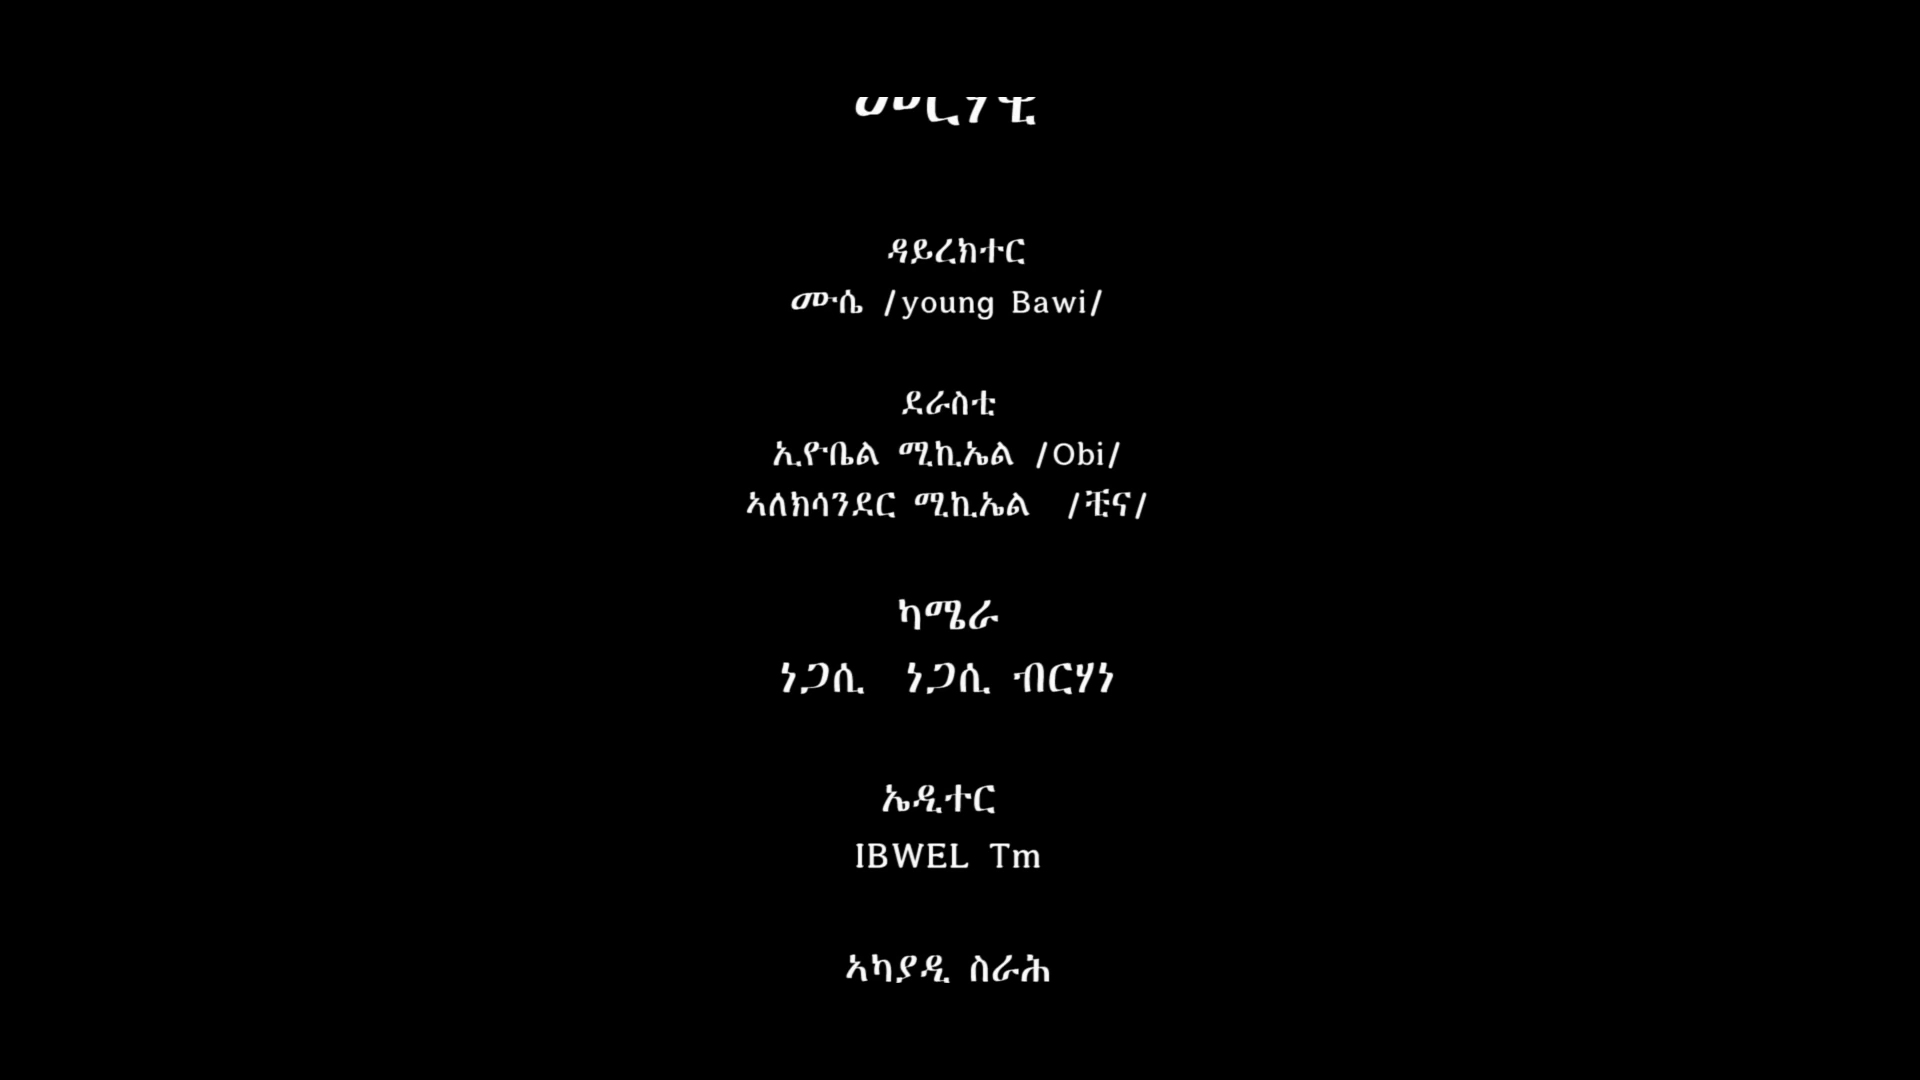 ዳይረክተር
ሙሴ /young Bawi/
ደራስቲ
ኢዮቤል ሚኪኤል /Obi/
ኣለክሳንደር ሚኪኤል /ቺና/
ካሜራ
ነጋሲ ነጋሲ ብርሃነ
ኤዲተር
IBWEL Tm
ኣካያዲ ስራሕ